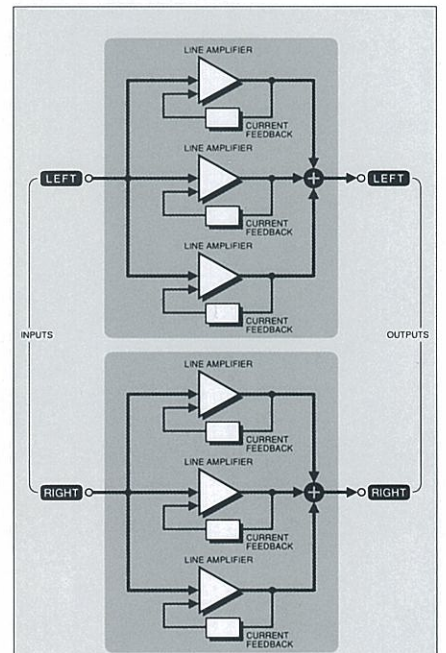 LINE AMPLIFIER
CURRENT
FEEDBACK
LINE AMPLIFIER
LEFT
LEFT
CURRENT
FEEDBACK
LINE AMPLIFIER
CURRENT
FEEDBACK
INPUTS
OUTPUTS
LINE AMPLIFIER
CURRENT
FEEDBACK
LINE AMPLIFIER
RIGHT
RIGHT
CURRENT
FEEDBACK
LINE AMPLIFIER
CURRENT
FEEDBACK